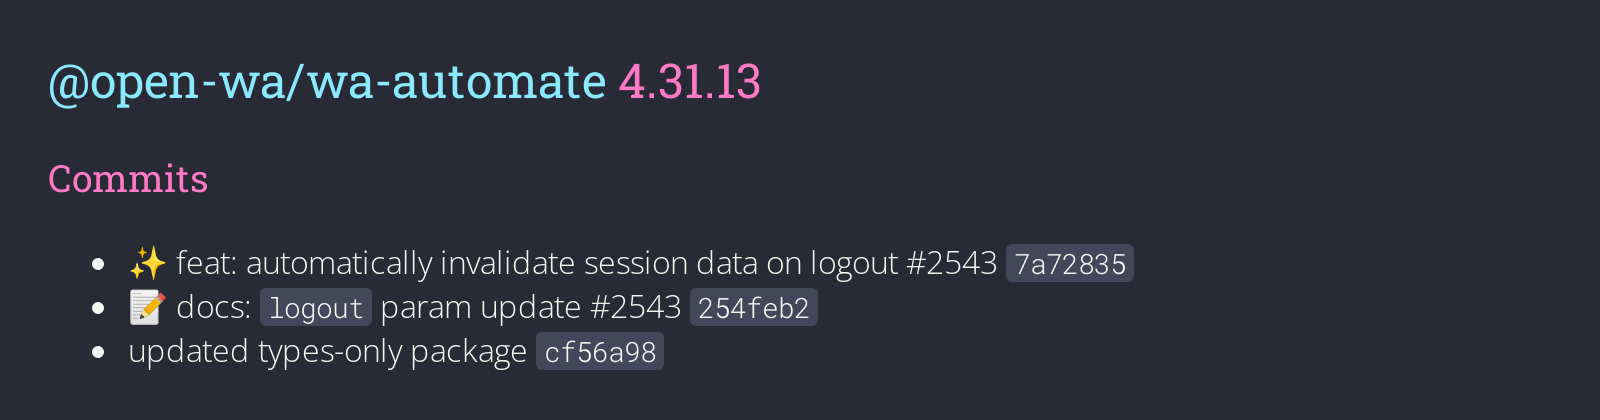 @open-wa/wa-automate 4.31.13
Commits
✨ feat: automatically invalidate session data on logout #2543 7a72835
📝 docs: logout param update #2543 254feb2
updated types-only package cf56a98